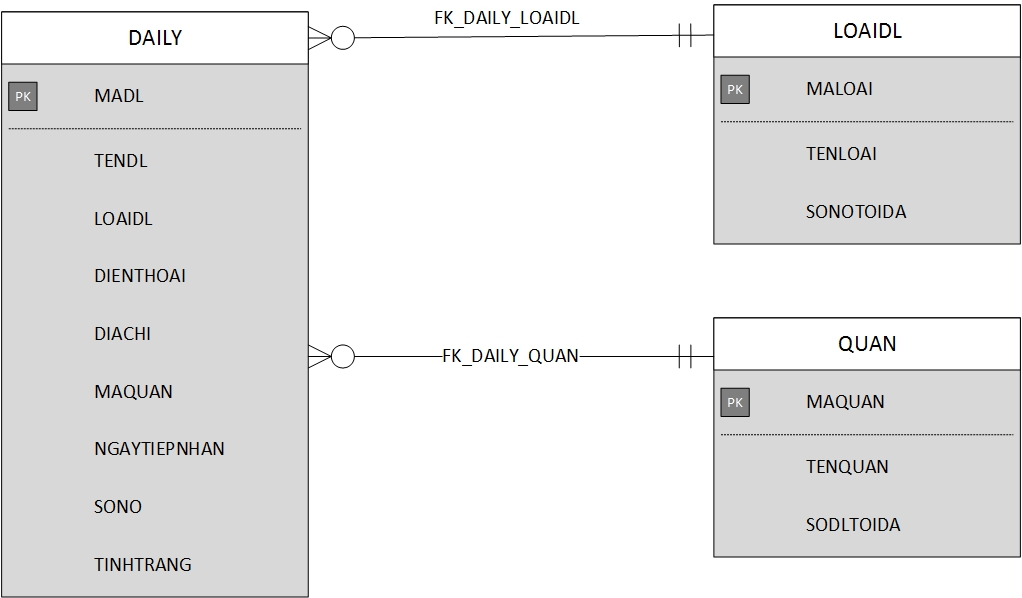 DAILY
PK MADL
TENDL
LOAIDL
DIENTHOAI
DIACHI
MAQUAN
NGAYTIEPNHAN
SONO
TINHTRANG
FK_DAILY_LOAIDL
FK_DAILY_QUAN
LOAIDL
PK MALOAI
TENLOAI
SONOTOIDA
QUAN
PK MAQUAN
TENQUAN
SODLTOIDA